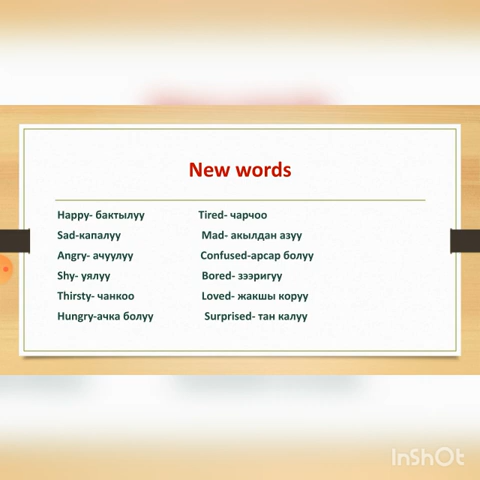 New words
Happy- бактылуу
Sad-капалуу
Angry- ачуулуу
Shy- уялуу
Thirsty- чанкоо
Hungry-ачка болуу
Tired- чарчоо
Mad- акылдан азуу
Confused-арсар болуу
Bored- зээригуу
Loved- жакшы коруу
Surprised- тан калуу
InShOt